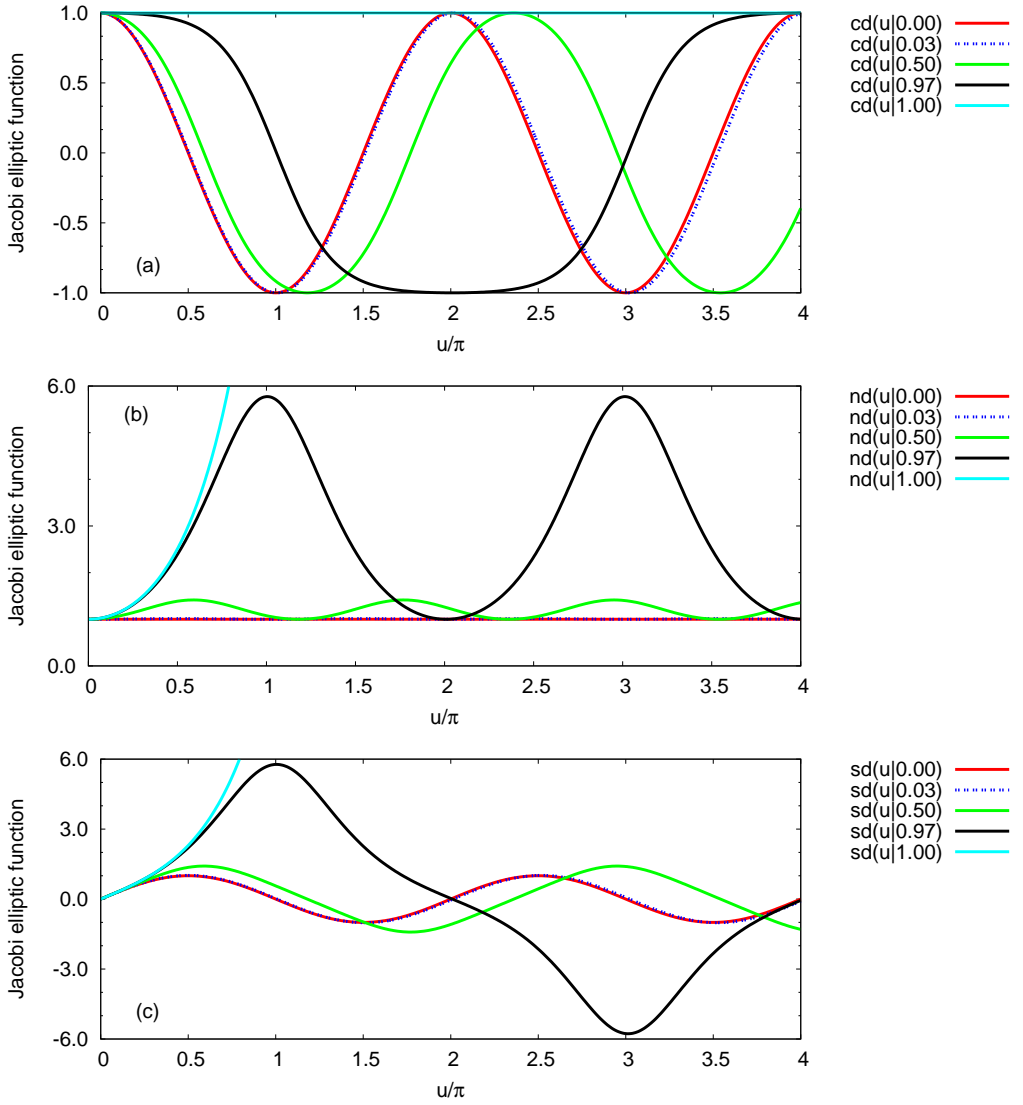 1.0
0.5
0.0
-0.5
-1.0
Jacobi elliptic function
(a)
0 0.5 1 1.5 2 2.5 3 3.5 4
u/π
cd(u|0.00)
cd(u|0.03)
cd(u|0.50)
cd(u|0.97)
cd(u|1.00)
6.0
3.0
0.0
Jacobi elliptic function
(b)
0 0.5 1 1.5 2 2.5 3 3.5 4
u/π
nd(u|0.00)
nd(u|0.03)
nd(u|0.50)
nd(u|0.97)
nd(u|1.00)
6.0
3.0
0.0
-3.0
-6.0
Jacobi elliptic function
(c)
0 0.5 1 1.5 2 2.5 3 3.5 4
u/π
sd(u|0.00)
sd(u|0.03)
sd(u|0.50)
sd(u|0.97)
sd(u|1.00)